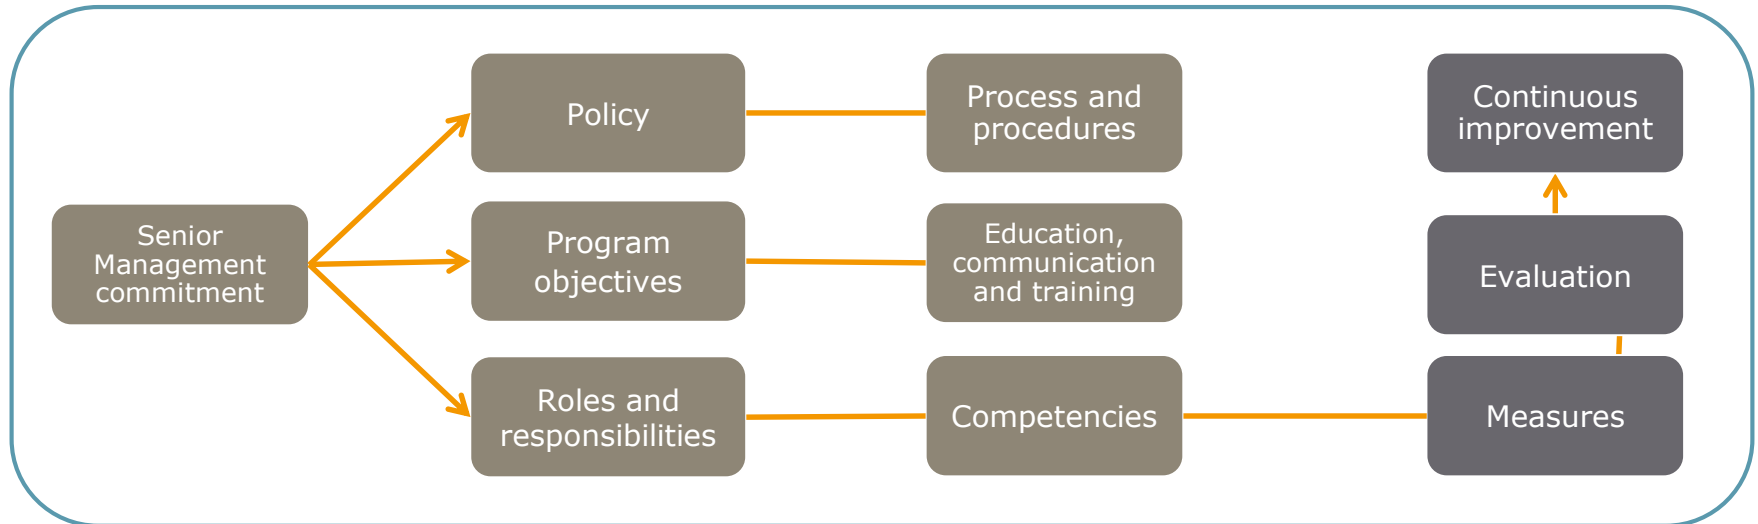 Senior
Management
commitment
Policy
Program
objectives
Roles and
responsibilities
Process and
procedures
Education,
communication
and training
Competencies
Continuous
improvement
Evaluation
Measures